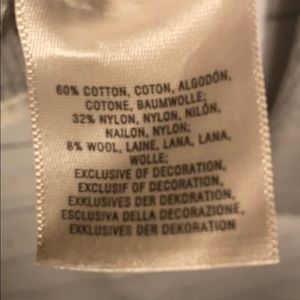 60% COTTON, COTON, ALGODÓN,
COTONE, BAUMWOLLE;
32% NYLON, NYLON, NILÓN,
NAILON, NYLON;
8% WOOL, LAINE, LANA, LANA,
WOLLE;
EXCLUSIVE OF DECORATION,
EXCLUSIF OF DECORATION,
EXKLUSIVES DER DEKORATION,
ESCLUSIVA DELLA DECORAZIONE,
EXKLUSIVES DER DEKORATION